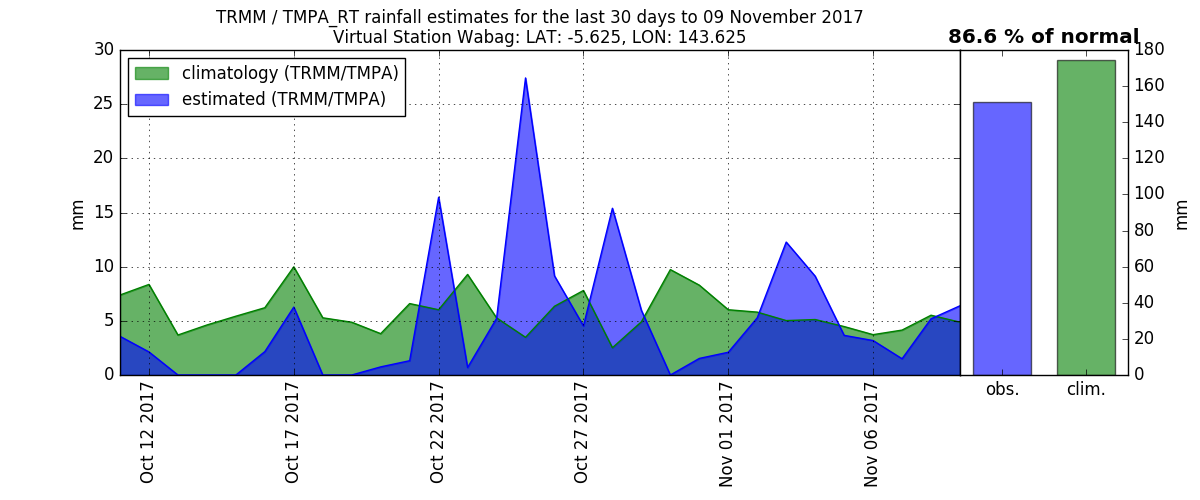 TRMM / TMPA_RT rainfall estimates for the last 30 days to 09 November 2017
Virtual Station Wabag: LAT: -5.625, LON: 143.625
86.6 % of normal
climatology (TRMM/TMPA)
estimated (TRMM/TMPA)
mm
30
25
20
15
10
5
0
Oct 12 2017
Oct 17 2017
Oct 22 2017
Oct 27 2017
Nov 01 2017
Nov 06 2017
obs.
clim.
180
160
140
120
100
80
60
40
20
0
mm